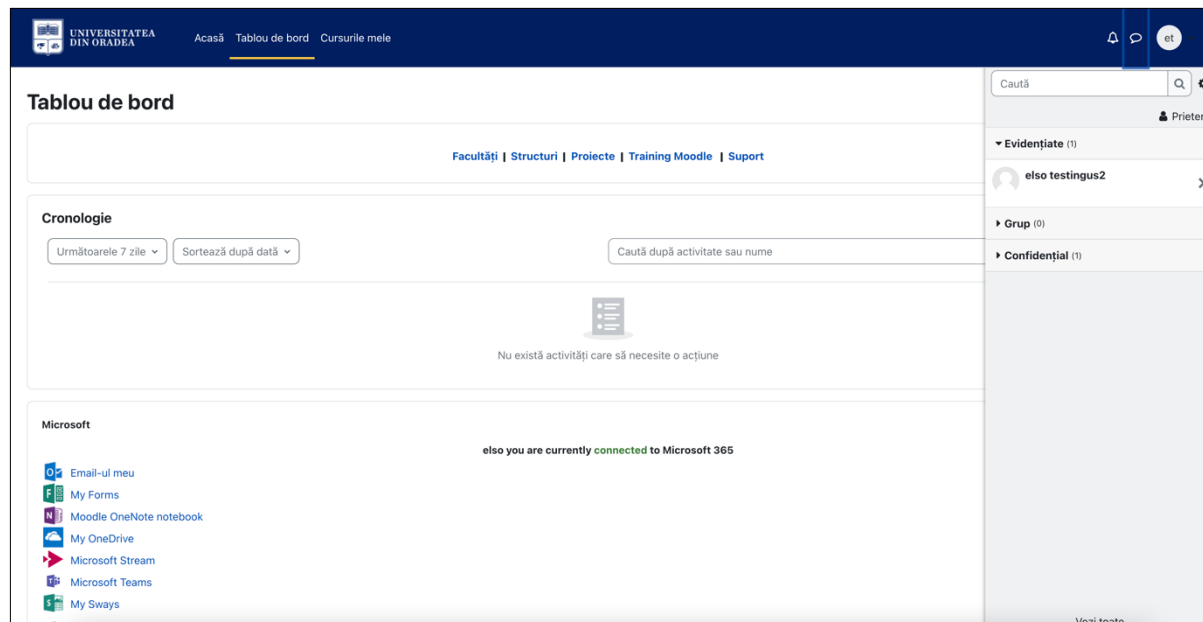 UNIVERSITATEA
DIN ORADEA
Acasă Tablou de bord Cursurile mele
et
Tablou de bord
Facultăți | Structuri | Proiecte | Training Moodle | Suport
Cronologie
Următoarele 7 zile Sortează după dată Caută după activitate sau nume
Nu există activități care să necesite o acțiune
Microsoft
elso you are currently connected to Microsoft 365
Email-ul meu
My Forms
Moodle OneNote notebook
My OneDrive
Microsoft Stream
Microsoft Teams
My Sways
Caută
Evidențiate (1)
elso testingus2
Grup (0)
Confidențial (1)
Vezi toate